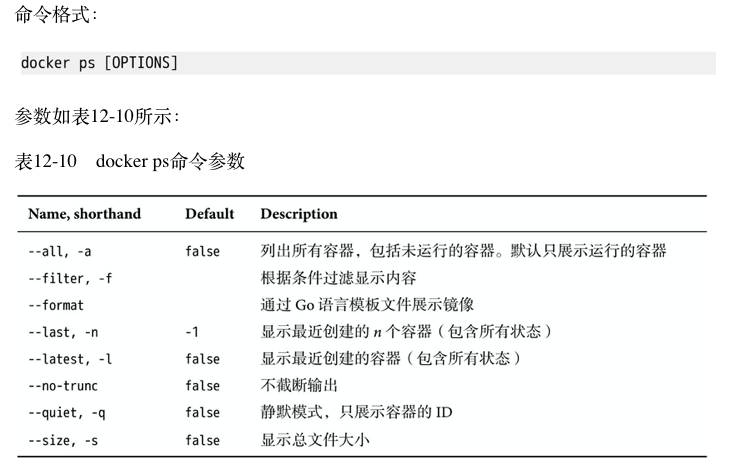 命令格式：
docker ps [OPTIONS]
参数如表12-10所示：
表12-10 docker ps命令参数
Name, shorthand Default Description
--all, -a false 列出所有容器，包括未运行的容器。默认只展示运行的容器
--filter, -f 根据条件过滤显示内容
--format 通过 Go 语言模板文件展示镜像
--last, -n -1 显示最近创建的 n 个容器（包含所有状态）
--latest, -l false 显示最近创建的容器（包含所有状态）
--no-trunc false 不截断输出
--quiet, -q false 静默模式，只展示容器的 ID
--size, -s false 显示总文件大小